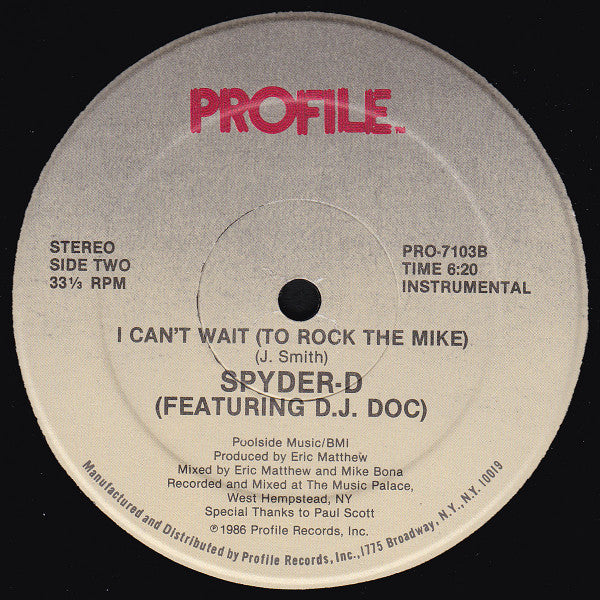 PROFILE™
STEREO
SIDE TWO
33⅓ RPM
PRO-7103B
TIME 6:20
INSTRUMENTAL
I CAN'T WAIT (TO ROCK THE MIKE)
(J. Smith)
SPYDER-D
(FEATURING D.J. DOC)
Poolside Music/BMI
Produced by Eric Matthew
Mixed by Eric Matthew and Mike Bona
Recorded and Mixed at The Music Palace,
West Hempstead, NY
Special Thanks to Paul Scott
℗1986 Profile Records, Inc.
Manufactured and Distributed by Profile Records, Inc., 1775 Broadway, N.Y., N.Y. 10019